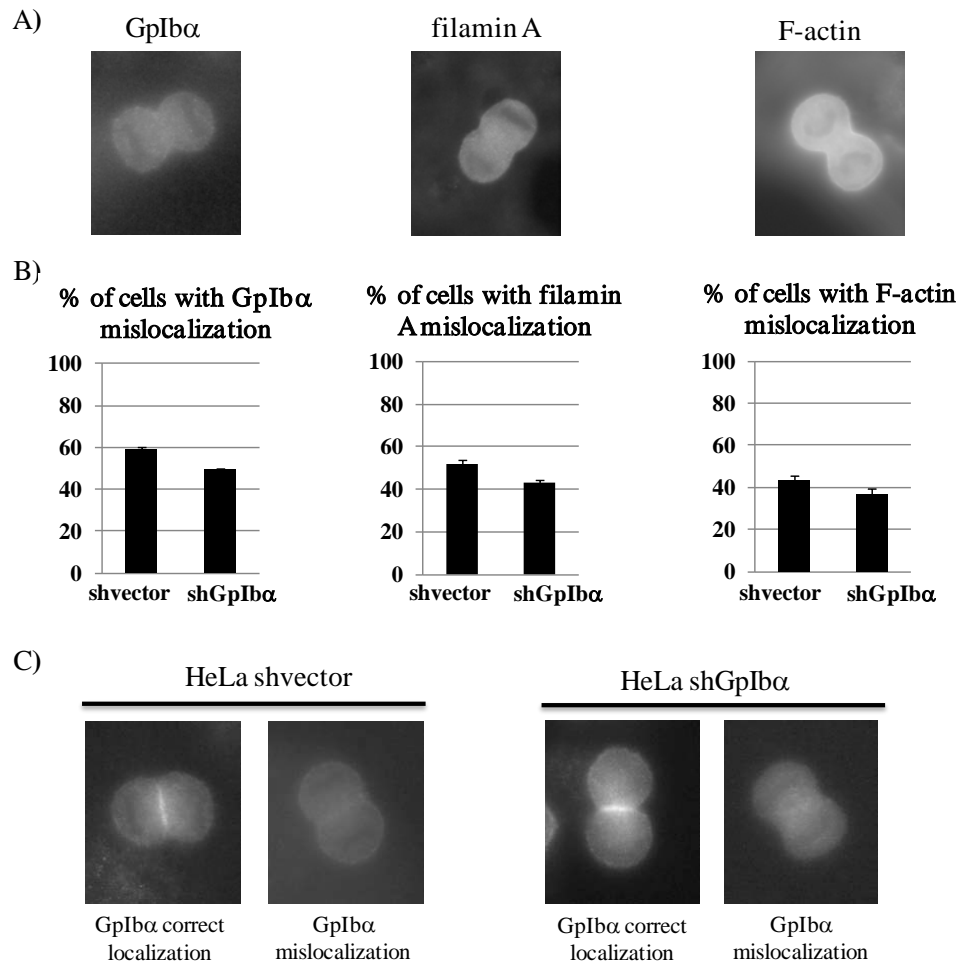 A)
GpIbα
filamin A
F-actin
B)
% of cells with GpIbα
mislocalization
100
80
60
40
20
0
shvector shGpIbα
% of cells with filamin
A mislocalization
100
80
60
40
20
0
shvector shGpIbα
% of cells with F-actin
mislocalization
100
80
60
40
20
0
shvector shGpIbα
C)
HeLa shvector
HeLa shGpIbα
GpIbα correct
localization
GpIbα
mislocalization
GpIbα correct
localization
GpIbα
mislocalization